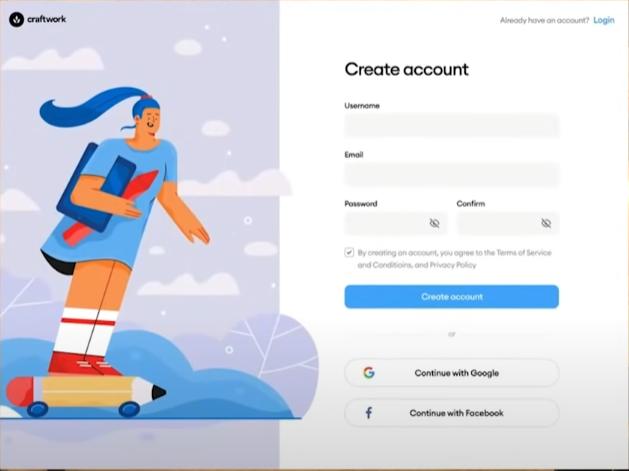 craftwork
Already have an account? Login
Create account
Username
Email
Password
Confirm
By creating an account, you agree to the Terms of Service
and Conditioins, and Privacy Policy
Create account
or
Continue with Google
Continue with Facebook